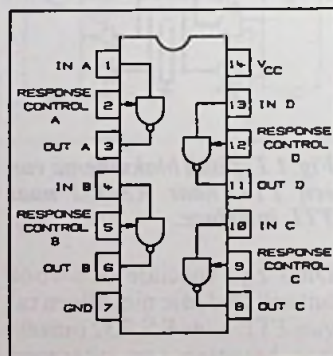 IN A 1
RESPONSE
CONTROL 2
A
OUT A 3
IN B 4
RESPONSE
CONTROL 5
B
OUT B 6
GND 7
14 VCC
13 IN D
12 RESPONSE
CONTROL
D
11 OUT D
10 IN C
9 RESPONSE
CONTROL
C
8 OUT C